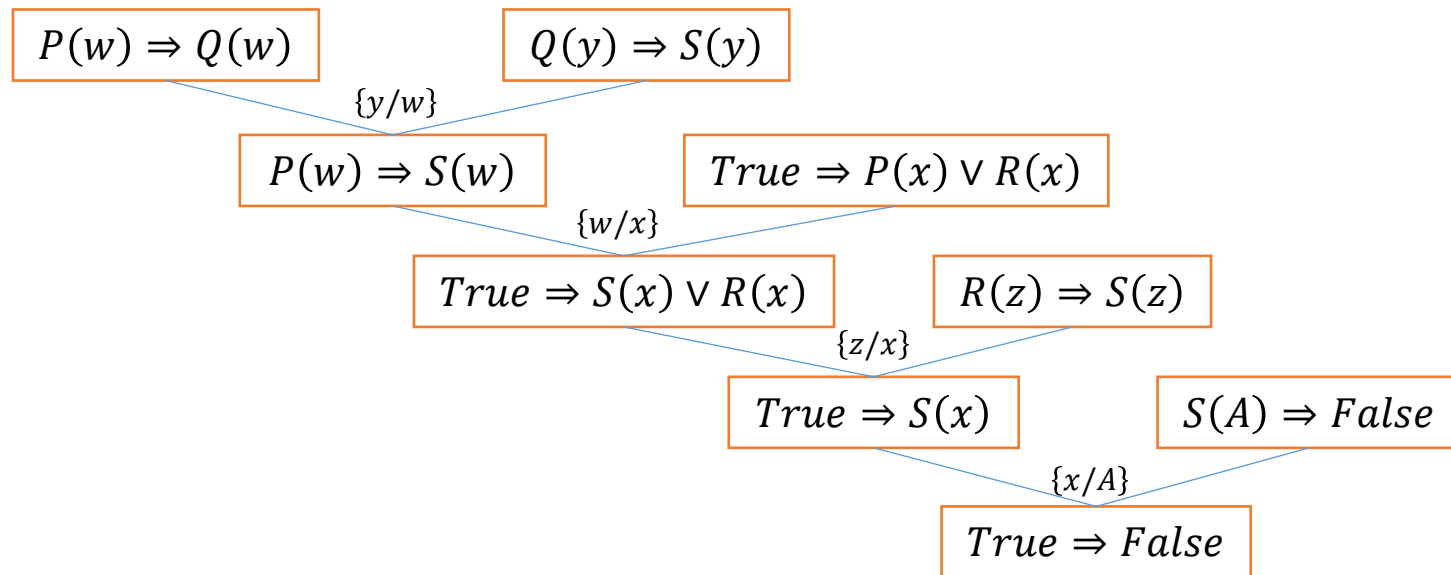 P(w) ⇒ Q(w)
Q(y) ⇒ S(y)
{y/w}
P(w) ⇒ S(w)
True ⇒ P(x) ∨ R(x)
{w/x}
True ⇒ S(x) ∨ R(x)
R(z) ⇒ S(z)
{z/x}
True ⇒ S(x)
S(A) ⇒ False
{x/A}
True ⇒ False